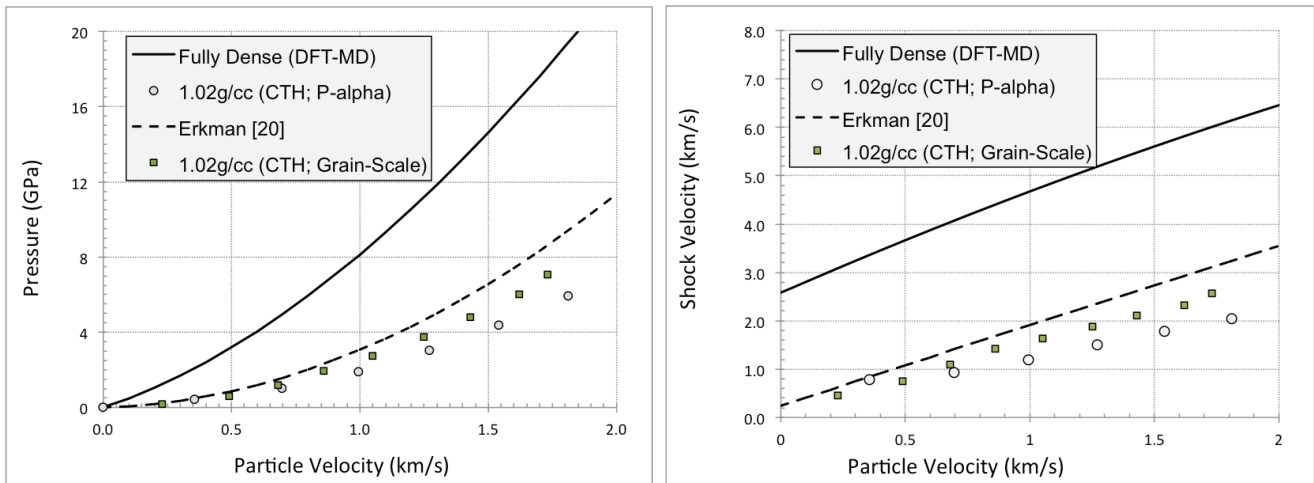 20
16
12
8
4
0
0.0
0.5
1.0
1.5
2.0
Pressure (GPa)
Particle Velocity (km/s)
Fully Dense (DFT-MD)
1.02g/cc (CTH; P-alpha)
Erkman [20]
1.02g/cc (CTH; Grain-Scale)
8.0
7.0
6.0
5.0
4.0
3.0
2.0
1.0
0.0
0
0.5
1
1.5
2
Shock Velocity (km/s)
Particle Velocity (km/s)
Fully Dense (DFT-MD)
1.02g/cc (CTH; P-alpha)
Erkman [20]
1.02g/cc (CTH; Grain-Scale)